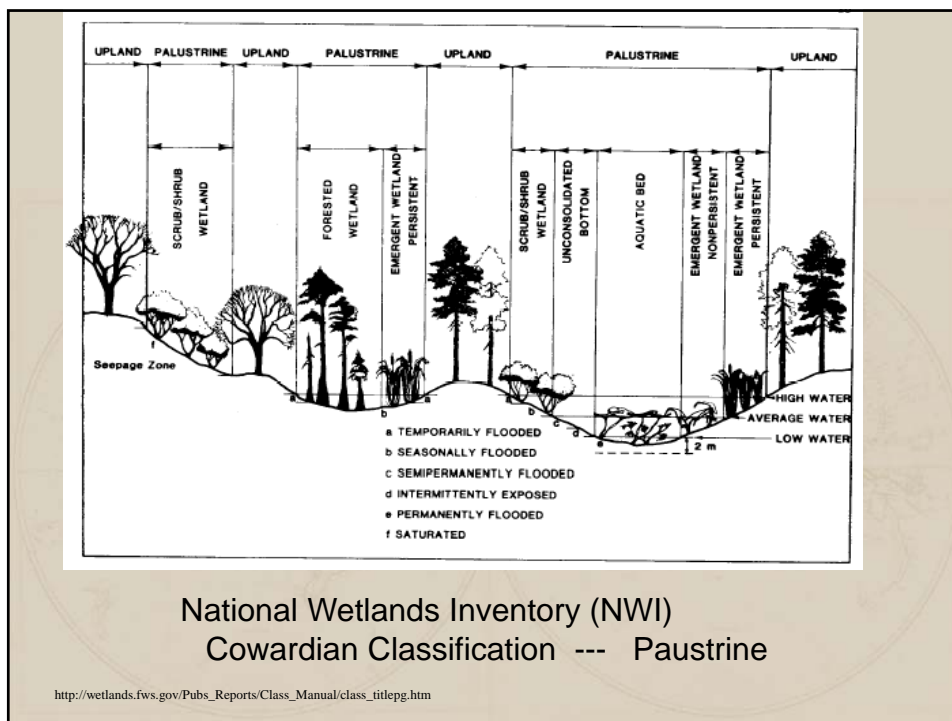 UPLAND PALUSTRINE UPLAND PALUSTRINE UPLAND PALUSTRINE UPLAND
SCRUB/SHRUB
WETLAND
FORESTED
WETLAND
EMERGENT WETLAND
PERSISTENT
SCRUB/SHRUB
WETLAND
UNCONSOLIDATED
BOTTOM
AQUATIC BED
EMERGENT WETLAND
NONPERSISTENT
EMERGENT WETLAND
PERSISTENT
f
Seepage Zone
a
b
a
a
b
c
d
e
HIGH WATER
AVERAGE WATER
LOW WATER
2 m
a TEMPORARILY FLOODED
b SEASONALLY FLOODED
c SEMIPERMANENTLY FLOODED
d INTERMITTENTLY EXPOSED
e PERMANENTLY FLOODED
f SATURATED
National Wetlands Inventory (NWI)
Cowardian Classification --- Paustrine
http://wetlands.fws.gov/Pubs_Reports/Class_Manual/class_titlepg.htm